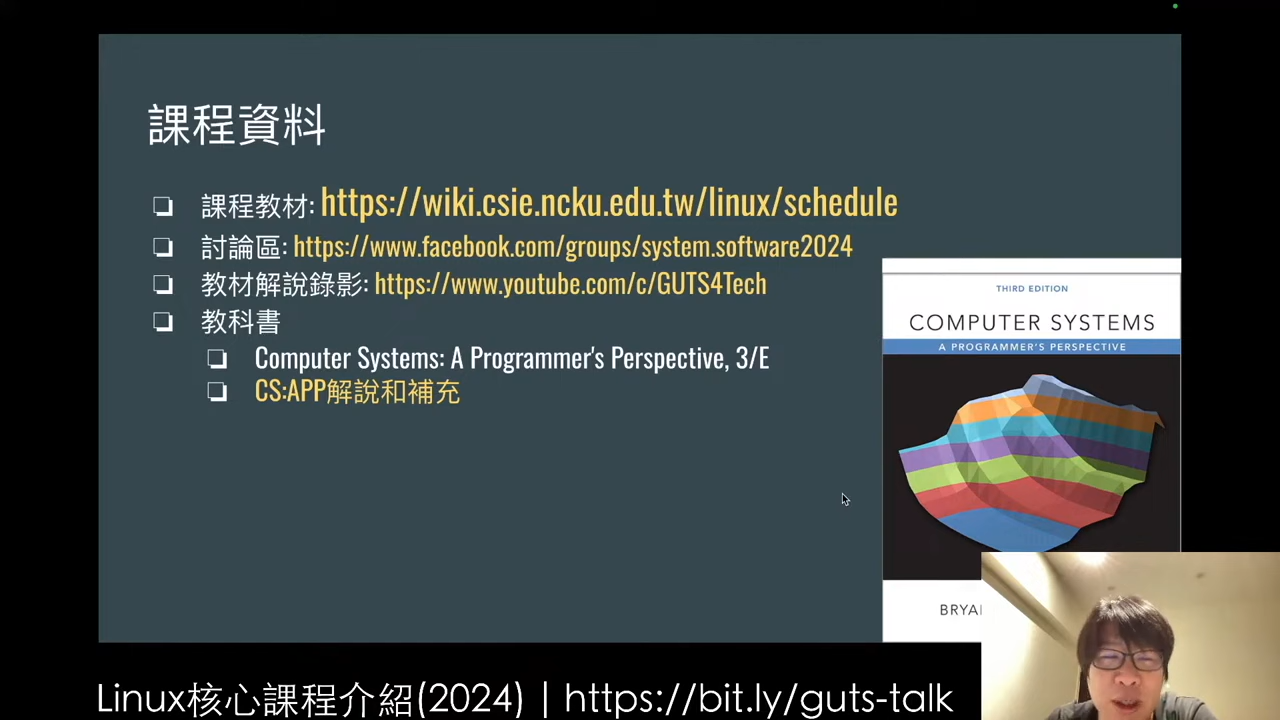 課程資料
課程教材: https://wiki.csie.ncku.edu.tw/linux/schedule
討論區: https://www.facebook.com/groups/system.software2024
教材解說錄影: https://www.youtube.com/c/GUTS4Tech
教科書
Computer Systems: A Programmer's Perspective, 3/E
CS:APP解說和補充
THIRD EDITION
COMPUTER SYSTEMS
A PROGRAMMER'S PERSPECTIVE
BRYA
Linux核心課程介紹(2024) | https://bit.ly/guts-talk